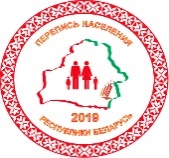 ПЕРЕПИСЬ НАСЕЛЕНИЯ
2019
РЕСПУБЛИКИ БЕЛАРУСЬ